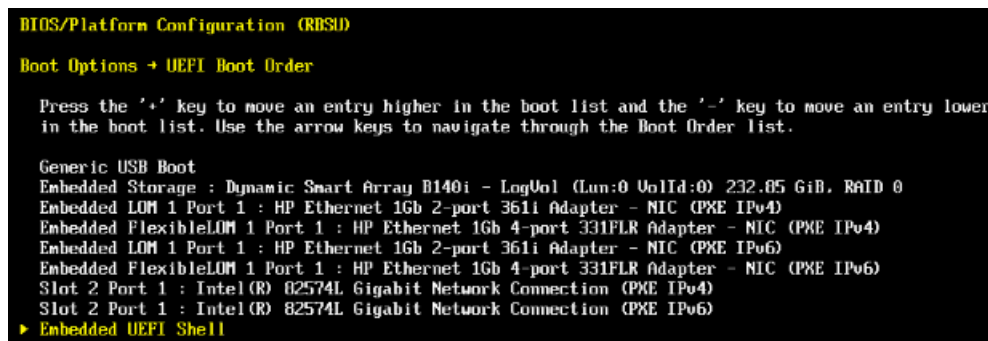 BIOS/Platform Configuration (RBSU)
Boot Options → UEFI Boot Order
Press the '+' key to move an entry higher in the boot list and the '-' key to move an entry lower
in the boot list. Use the arrow keys to navigate through the Boot Order list.
Generic USB Boot
Embedded Storage : Dynamic Smart Array B140i - LogVol (Lun:0 VolId:0) 232.85 GiB, RAID 0
Embedded LOM 1 Port 1 : HP Ethernet 1Gb 2-port 361i Adapter - NIC (PXE IPv4)
Embedded FlexibleLOM 1 Port 1 : HP Ethernet 1Gb 4-port 331FLR Adapter - NIC (PXE IPv4)
Embedded LOM 1 Port 1 : HP Ethernet 1Gb 2-port 361i Adapter - NIC (PXE IPv6)
Embedded FlexibleLOM 1 Port 1 : HP Ethernet 1Gb 4-port 331FLR Adapter - NIC (PXE IPv6)
Slot 2 Port 1 : Intel(R) 82574L Gigabit Network Connection (PXE IPv4)
Slot 2 Port 1 : Intel(R) 82574L Gigabit Network Connection (PXE IPv6)
▶ Embedded UEFI Shell